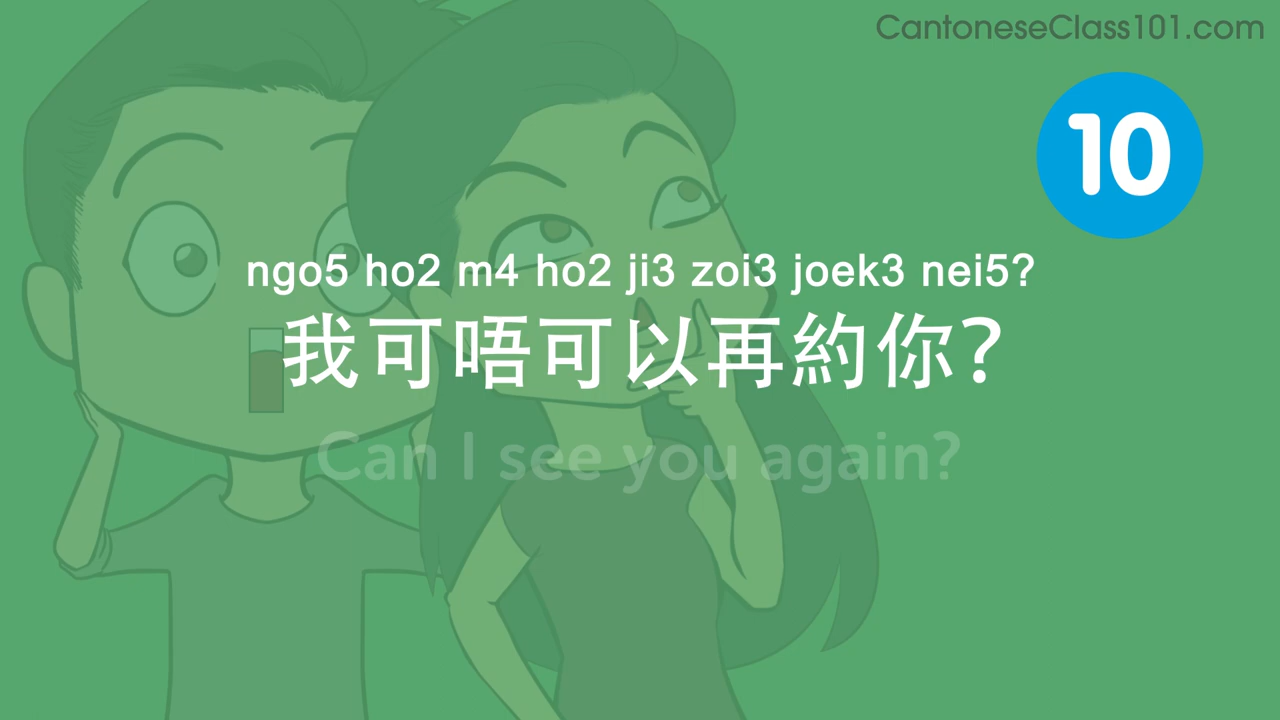 CantoneseClass101.com
10
ngo5 ho2 m4 ho2 ji3 zoi3 joek3 nei5?
我可唔可以再約你?
Can I see you again?